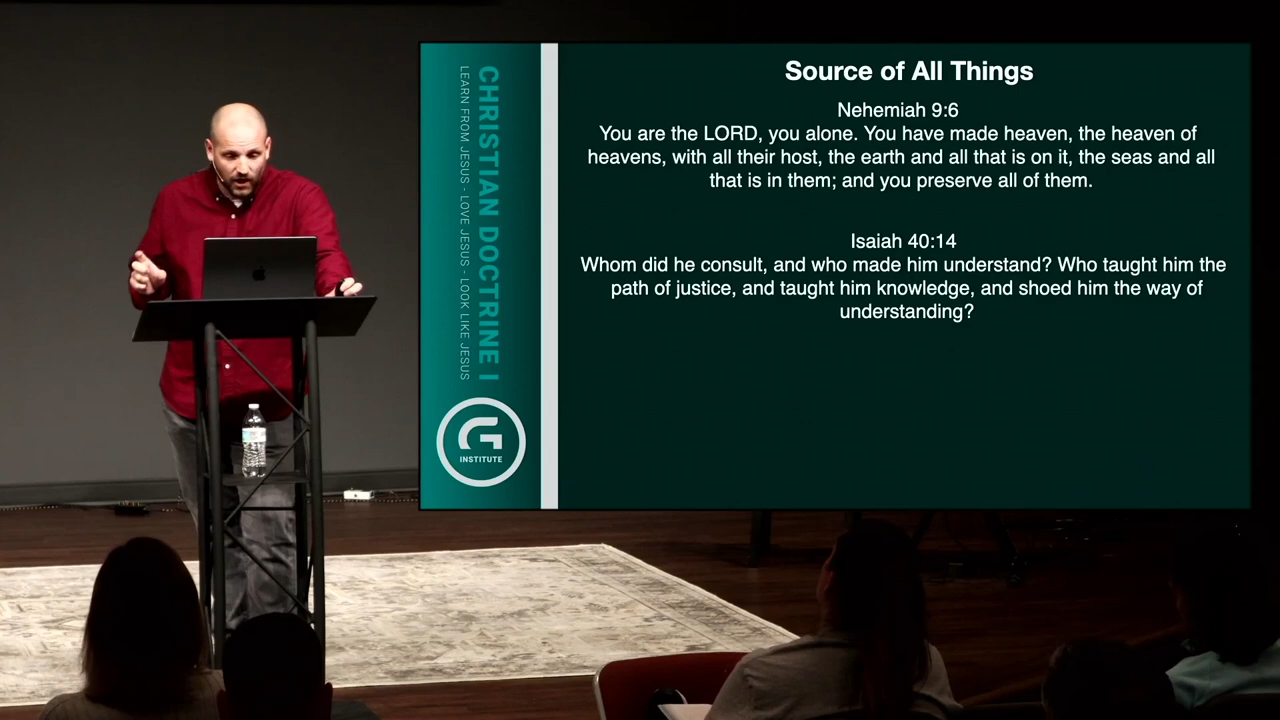 Source of All Things
Nehemiah 9:6
You are the LORD, you alone. You have made heaven, the heaven of
heavens, with all their host, the earth and all that is on it, the seas and all
that is in them; and you preserve all of them.
Isaiah 40:14
Whom did he consult, and who made him understand? Who taught him the
path of justice, and taught him knowledge, and shoed him the way of
understanding?
CHRISTIAN DOCTRINE I
LEARN FROM JESUS - LOVE JESUS - LOOK LIKE JESUS
G
INSTITUTE